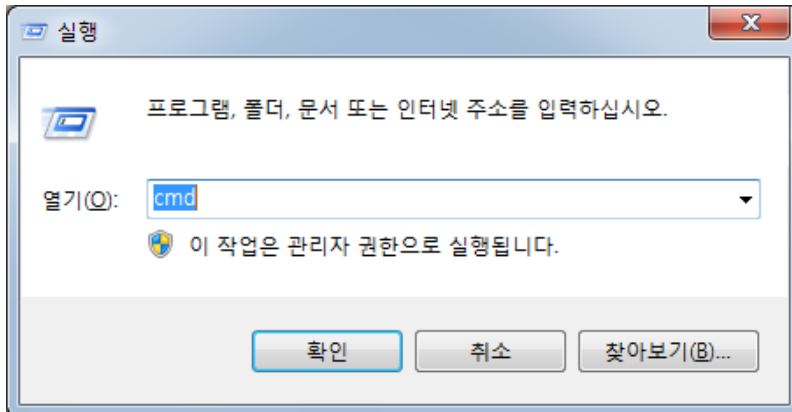 실행
프로그램, 폴더, 문서 또는 인터넷 주소를 입력하십시오.
열기(O): cmd
이 작업은 관리자 권한으로 실행됩니다.
확인 취소 찾아보기(B)...